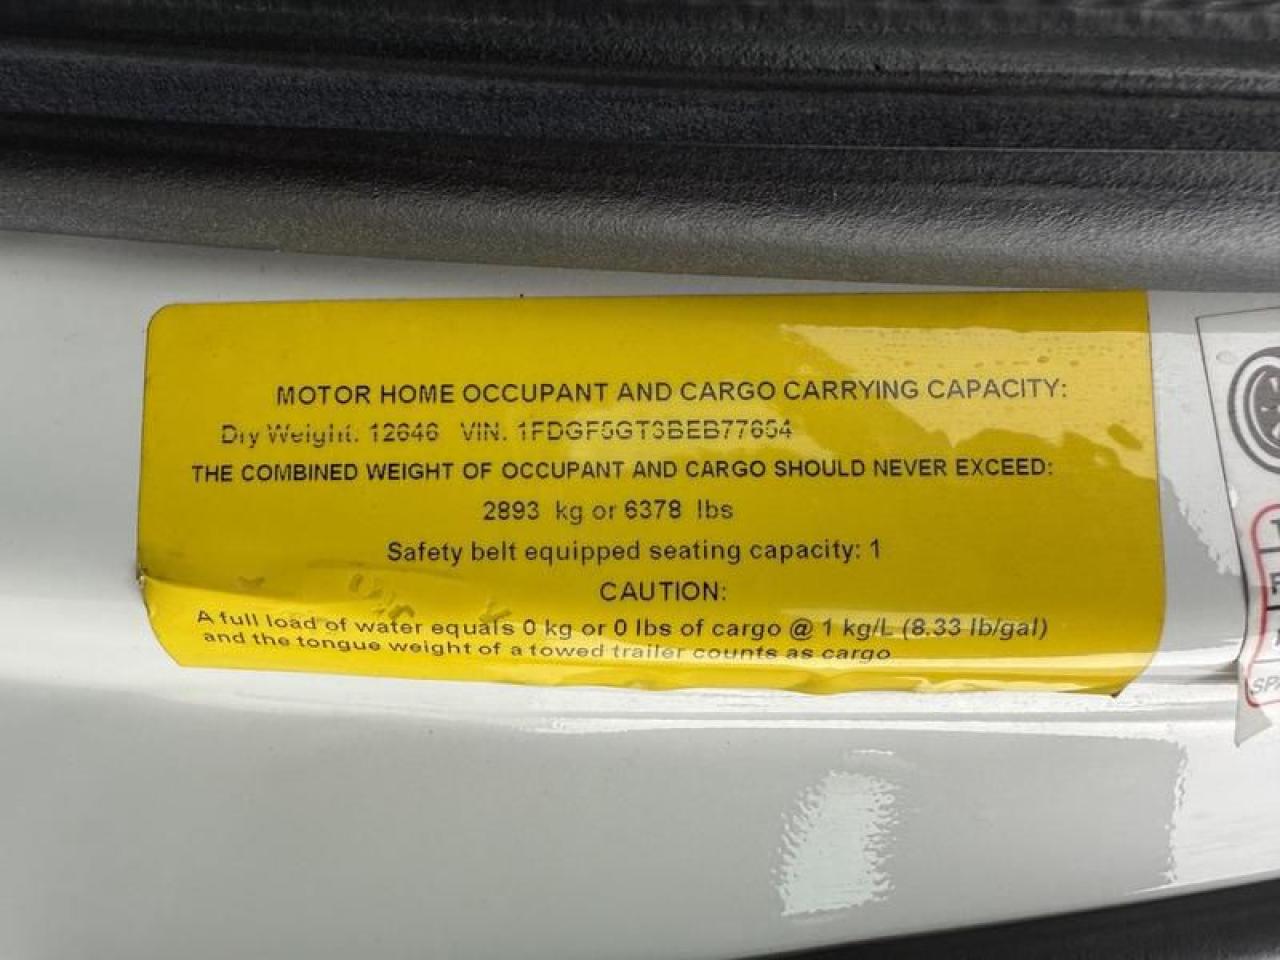 MOTOR HOME OCCUPANT AND CARGO CARRYING CAPACITY:
Dry Weight. 12646 VIN. 1FDGF5GT3BEB77654
THE COMBINED WEIGHT OF OCCUPANT AND CARGO SHOULD NEVER EXCEED:
2893 kg or 6378 lbs
Safety belt equipped seating capacity: 1
CAUTION:
A full load of water equals 0 kg or 0 lbs of cargo @ 1 kg/L (8.33 lb/gal)
and the tongue weight of a towed trailer counts as cargo